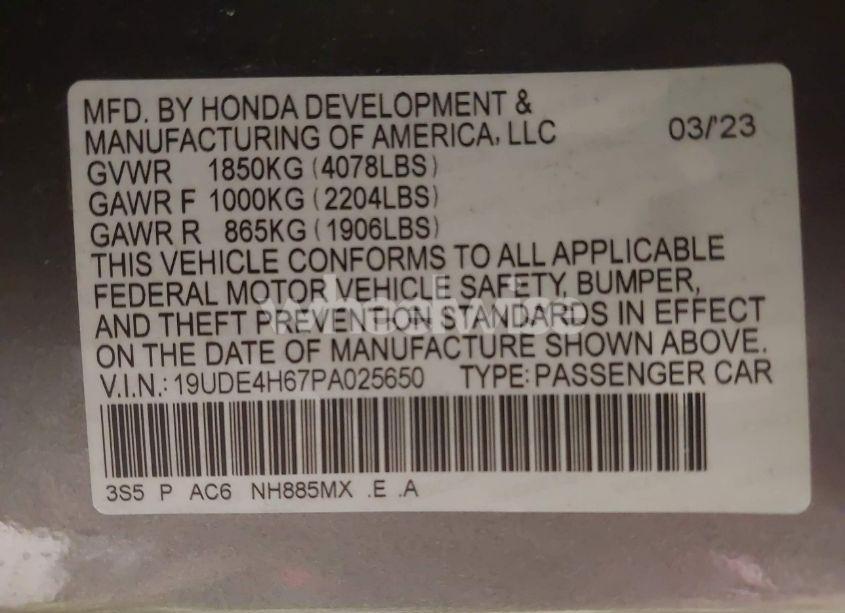 MFD. BY HONDA DEVELOPMENT &
MANUFACTURING OF AMERICA, LLC 03/'23
GVWR 1850KG (4078LBS)
GAWR F 1000KG (2204LBS)
GAWR R 865KG (1906LBS)
THIS VEHICLE CONFORMS TO ALL APPLICABLE
FEDERAL MOTOR VEHICLE SAFETY, BUMPER,
AND THEFT PREVENTION STANDARDS IN EFFECT
ON THE DATE OF MANUFACTURE SHOWN ABOVE.
V.I.N.: 19UDE4H67PA025650 TYPE: PASSENGER CAR
3S5 P AC6 NH885MX .E .A